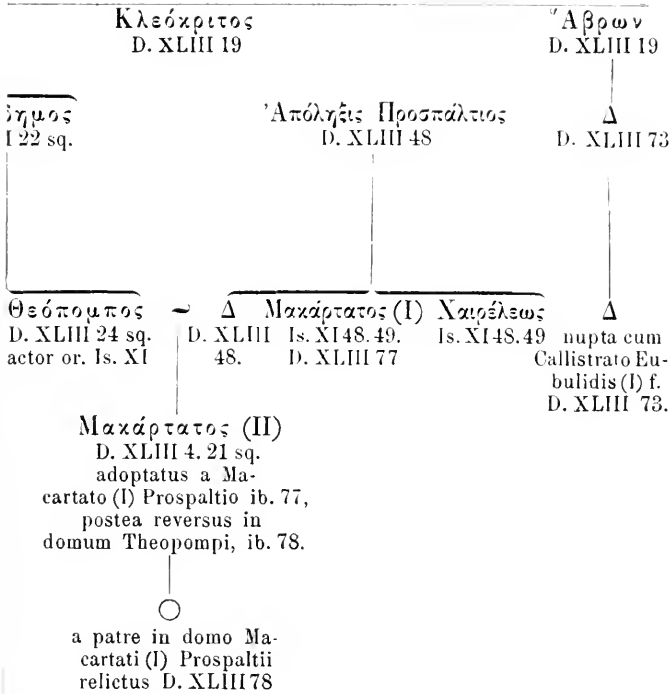 Κλεόκριτος
D. XLIII 19
Ἅβρων
D. XLIII 19
δημος
I 22 sq.
Ἀπόληξις Προσπάλτιος
D. XLIII 48
Δ
D. XLIII 73
Θεόπομπος
D. XLIII 24 sq.
actor or. Is. XI
~
Δ
D. XLIII
48.
Μακάρτατος (I)
Is. XI 48. 49.
D. XLIII 77
Χαιρέλεως
Is. XI 48. 49
Δ
nupta cum
Callistrato Eu-
bulidis (I) f.
D. XLIII 73.
Μακάρτατος (II)
D. XLIII 4. 21 sq.
adoptatus a Ma-
cartato (I) Prospaltio ib. 77,
postea reversus in
domum Theopompi, ib. 78.
a patre in domo Ma-
cartati (I) Prospaltii
relictus D. XLIII 78